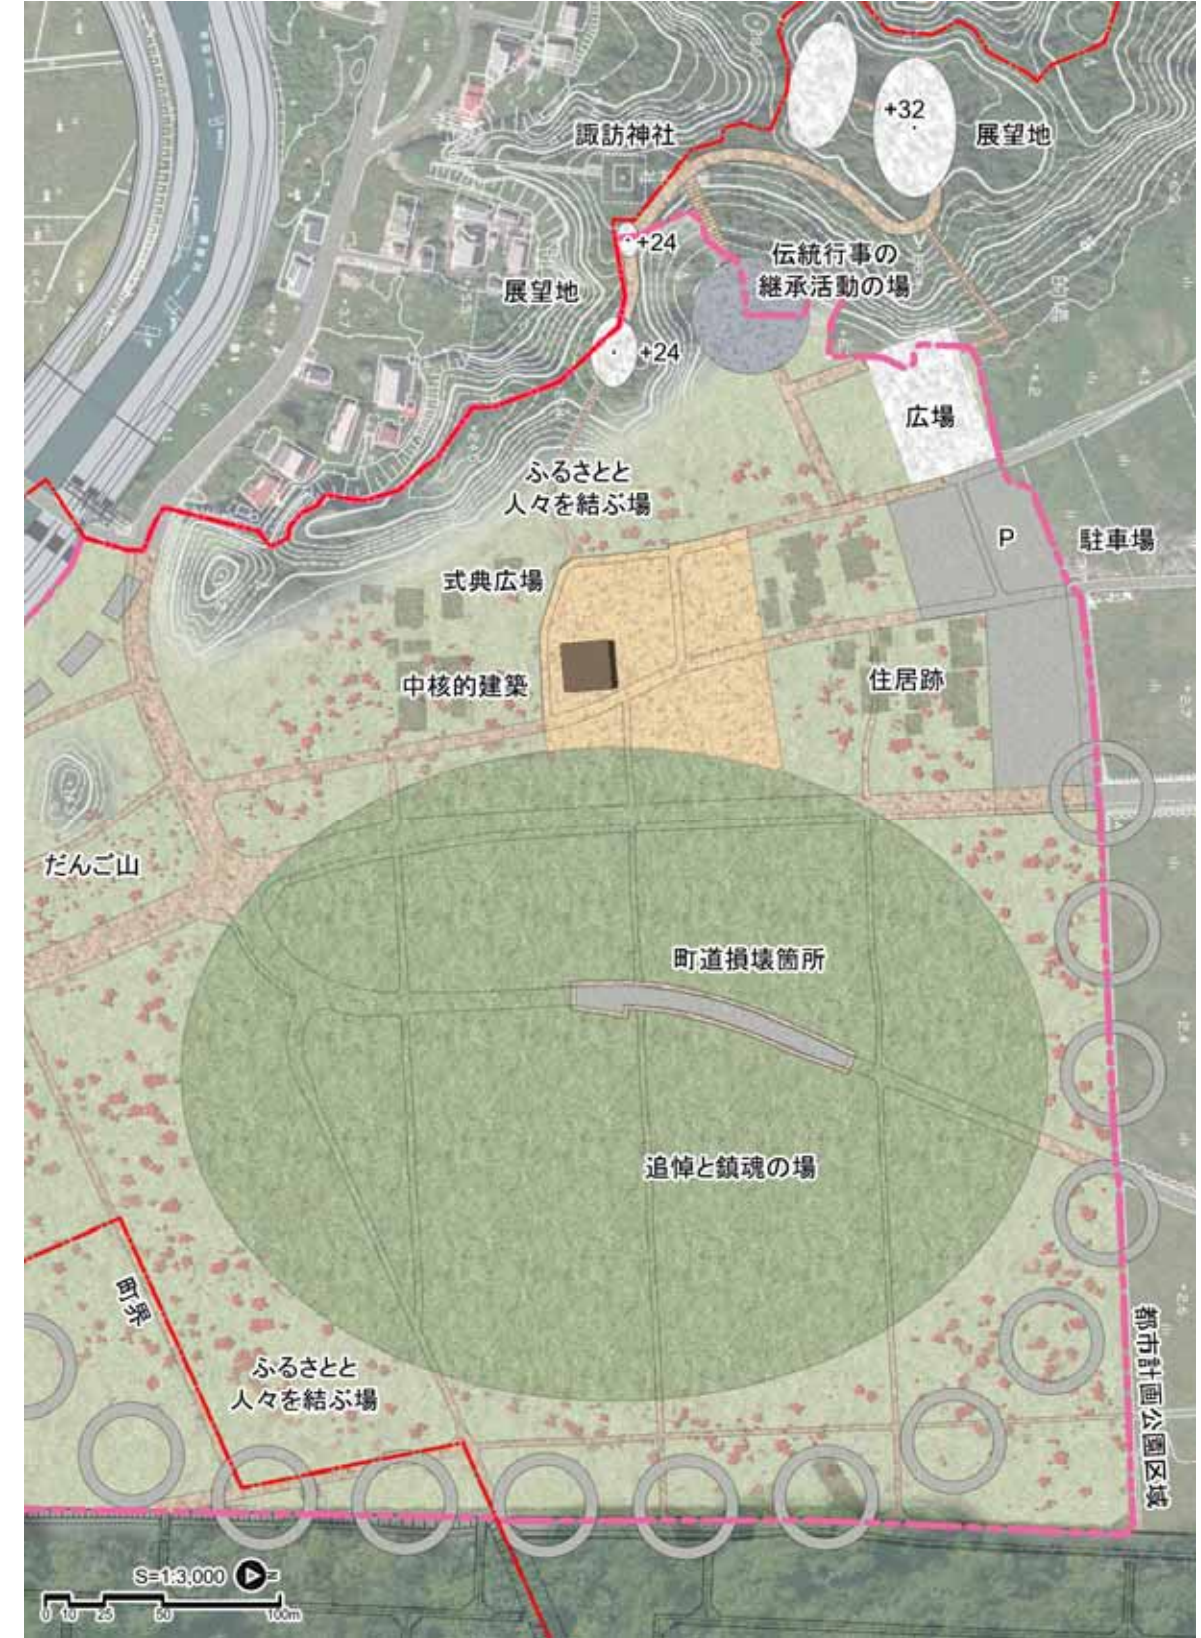 諏訪神社
+32
展望地
+24
伝統行事の
継承活動の場
展望地
+24
広場
ふるさとと
人々を結ぶ場
P
駐車場
式典広場
中核的建築
住居跡
だんご山
町道損壊箇所
追悼と鎮魂の場
町界
ふるさとと
人々を結ぶ場
都市計画公園区域
S=1:3,000
0 10 25 50 100m